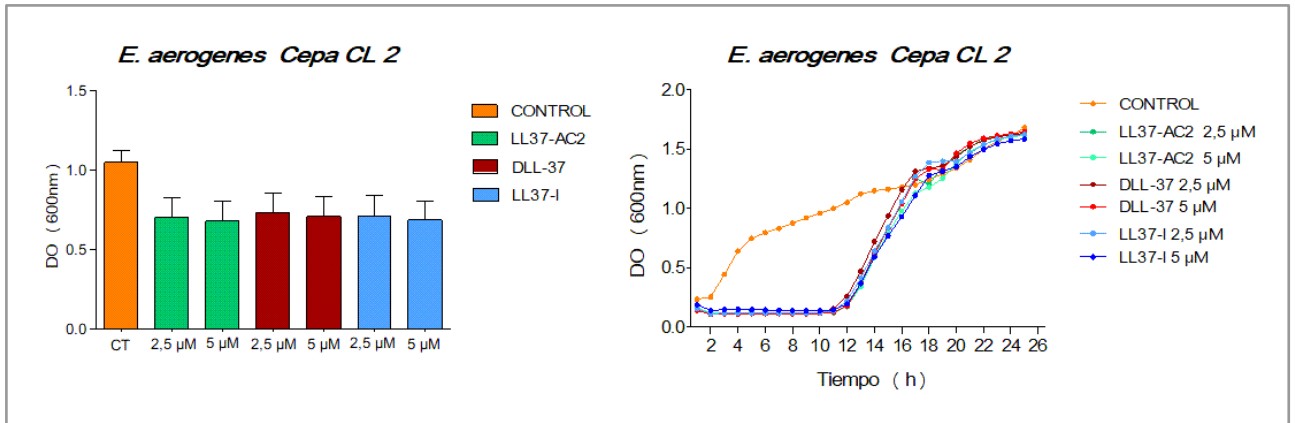 E. aerogenes Cepa CL 2
1.5
1.0
0.5
0.0
DO (600nm)
CT 2,5 µM 5 µM 2,5 µM 5 µM 2,5 µM 5 µM
CONTROL
LL37-AC2
DLL-37
LL37-I
E. aerogenes Cepa CL 2
2.0
1.5
1.0
0.5
0.0
DO (600nm)
2 4 6 8 10 12 14 16 18 20 22 24 26
Tiempo (h)
CONTROL
LL37-AC2 2,5 µM
LL37-AC2 5 µM
DLL-37 2,5 µM
DLL-37 5 µM
LL37-I 2,5 µM
LL37-I 5 µM